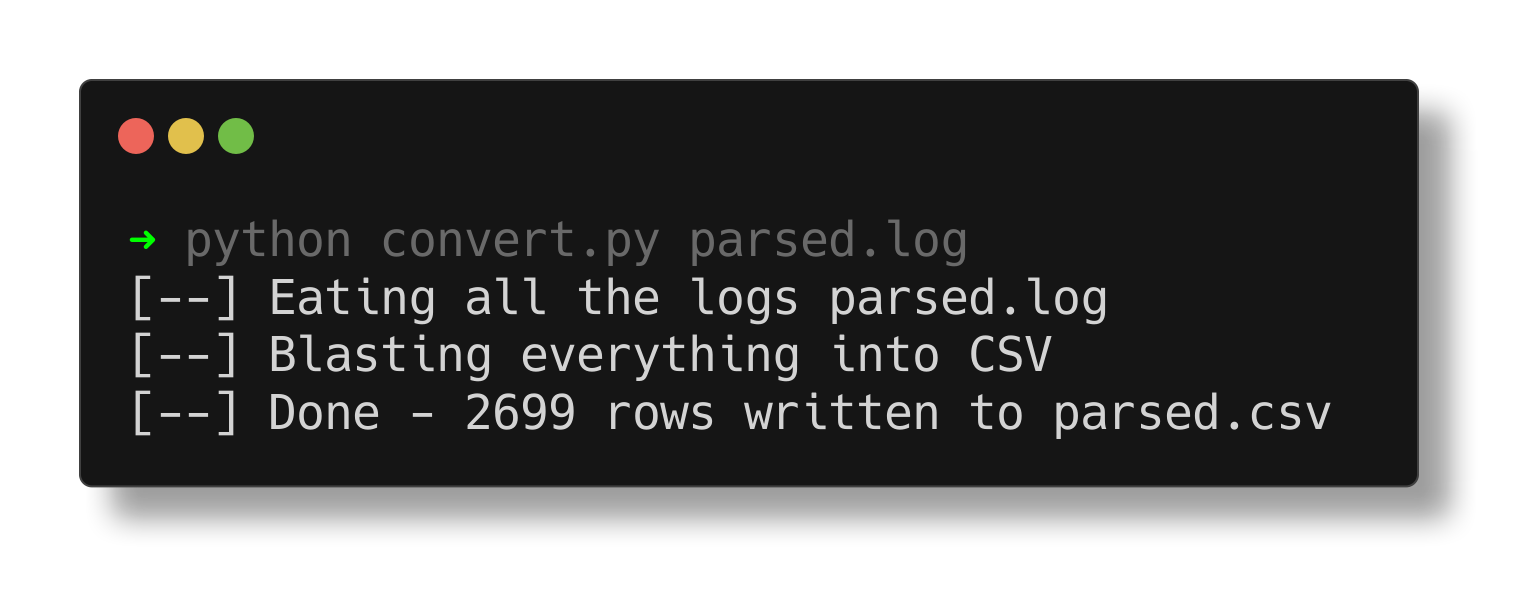 ➜ python convert.py parsed.log
[--] Eating all the logs parsed.log
[--] Blasting everything into CSV
[--] Done - 2699 rows written to parsed.csv